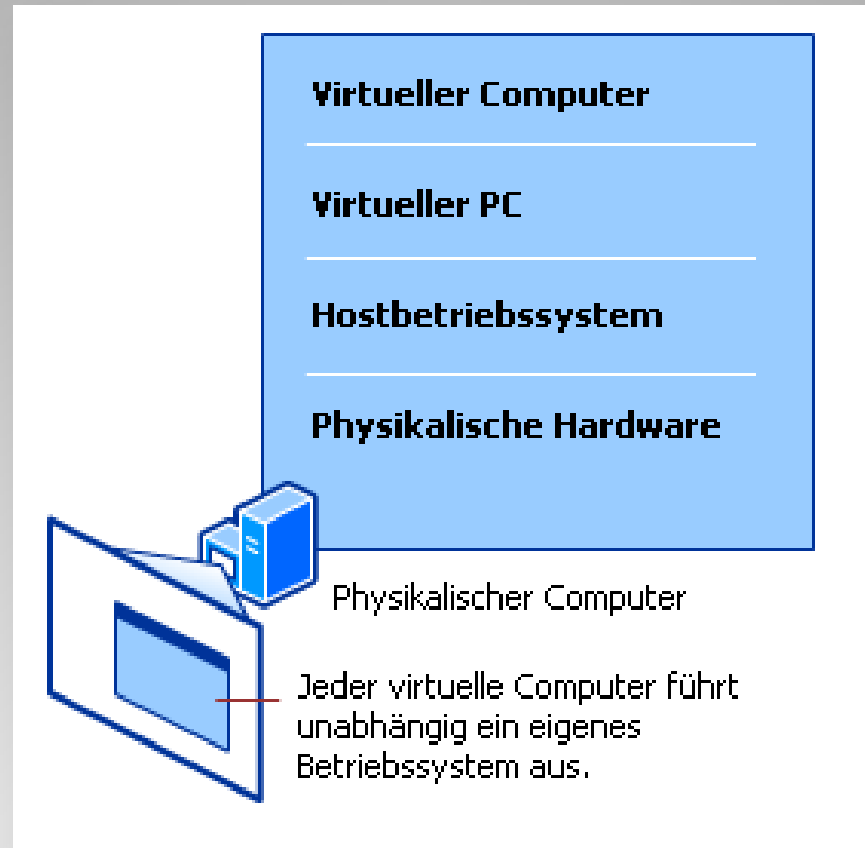 Virtueller Computer
Virtueller PC
Hostbetriebssystem
Physikalische Hardware
Physikalischer Computer
Jeder virtuelle Computer führt
unabhängig ein eigenes
Betriebssystem aus.